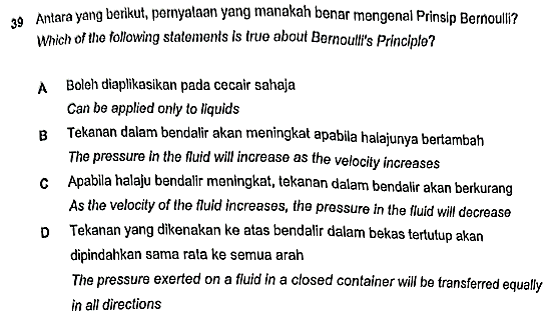 39 Antara yang berikut, pernyataan yang manakah benar mengenai Prinsip Bernoulli?
Which of the following statements is true about Bernoulli's Principle?
A Boleh diaplikasikan pada cecair sahaja
Can be applied only to liquids
B Tekanan dalam bendalir akan meningkat apabila halajunya bertambah
The pressure in the fluid will increase as the velocity increases
C Apabila halaju bendalir meningkat, tekanan dalam bendalir akan berkurang
As the velocity of the fluid increases, the pressure in the fluid will decrease
D Tekanan yang dikenakan ke atas bendalir dalam bekas tertutup akan
dipindahkan sama rata ke semua arah
The pressure exerted on a fluid in a closed container will be transferred equally
in all directions